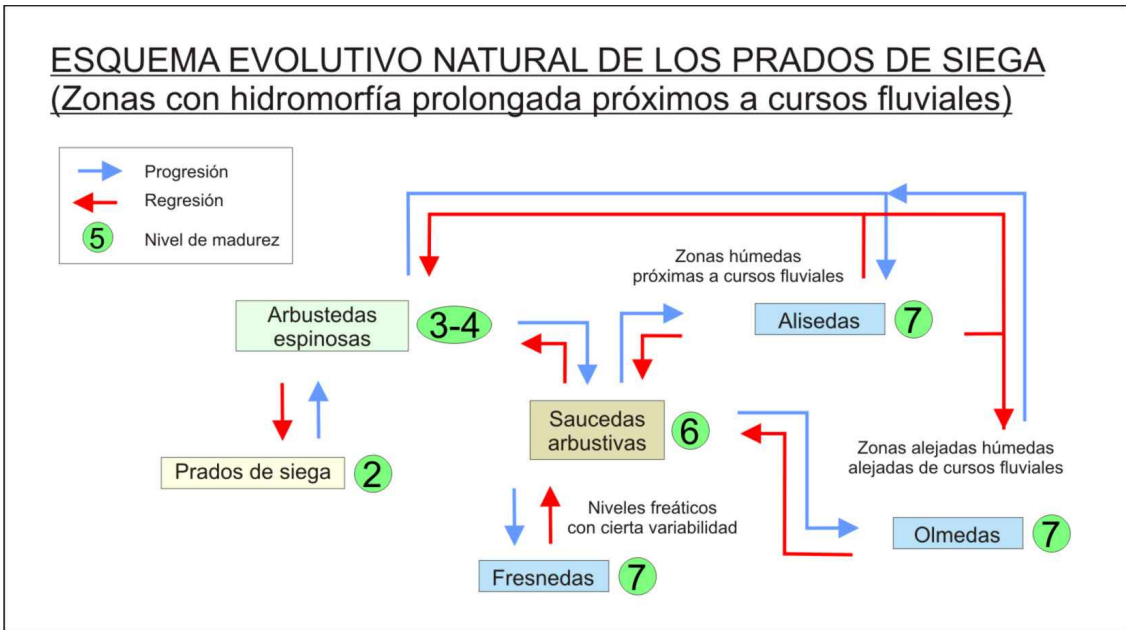 ESQUEMA EVOLUTIVO NATURAL DE LOS PRADOS DE SIEGA
(Zonas con hidromorfía prolongada próximos a cursos fluviales)
Progresión
Regresión
5 Nivel de madurez
Zonas húmedas
próximas a cursos fluviales
Arbustedas
espinosas
3-4
Alisedas
7
Saucedas
arbustivas
6
Zonas alejadas húmedas
alejadas de cursos fluviales
Prados de siega
2
Niveles freáticos
con cierta variabilidad
Olmedas
7
Fresnedas
7